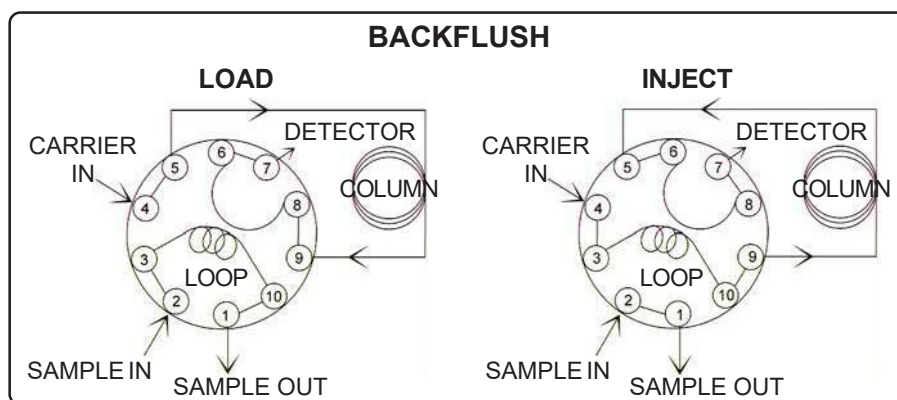 BACKFLUSH
LOAD
CARRIER
IN
DETECTOR
COLUMN
LOOP
SAMPLE IN
SAMPLE OUT
1
2
3
4
5
6
7
8
9
10
INJECT
CARRIER
IN
DETECTOR
COLUMN
LOOP
SAMPLE IN
SAMPLE OUT
1
2
3
4
5
6
7
8
9
10